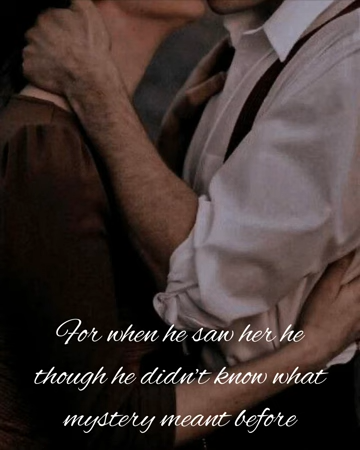 For when he saw her he
though he didn't know what
mystery meant before